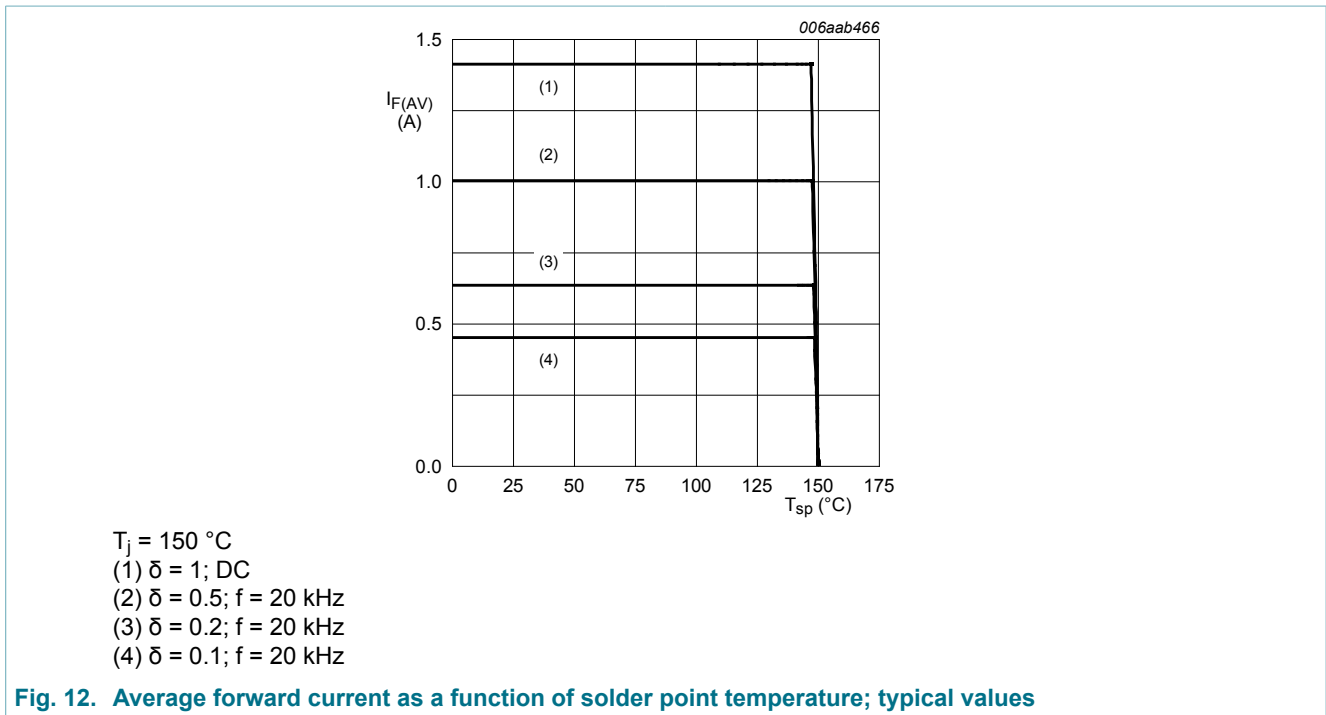 006aab466
1.5
I_F(AV)
(A)
(1)
(2)
1.0
(3)
0.5
(4)
0.0
0 25 50 75 100 125 150 175
T_sp (°C)
T_j = 150 °C
(1) δ = 1; DC
(2) δ = 0.5; f = 20 kHz
(3) δ = 0.2; f = 20 kHz
(4) δ = 0.1; f = 20 kHz
Fig. 12. Average forward current as a function of solder point temperature; typical values